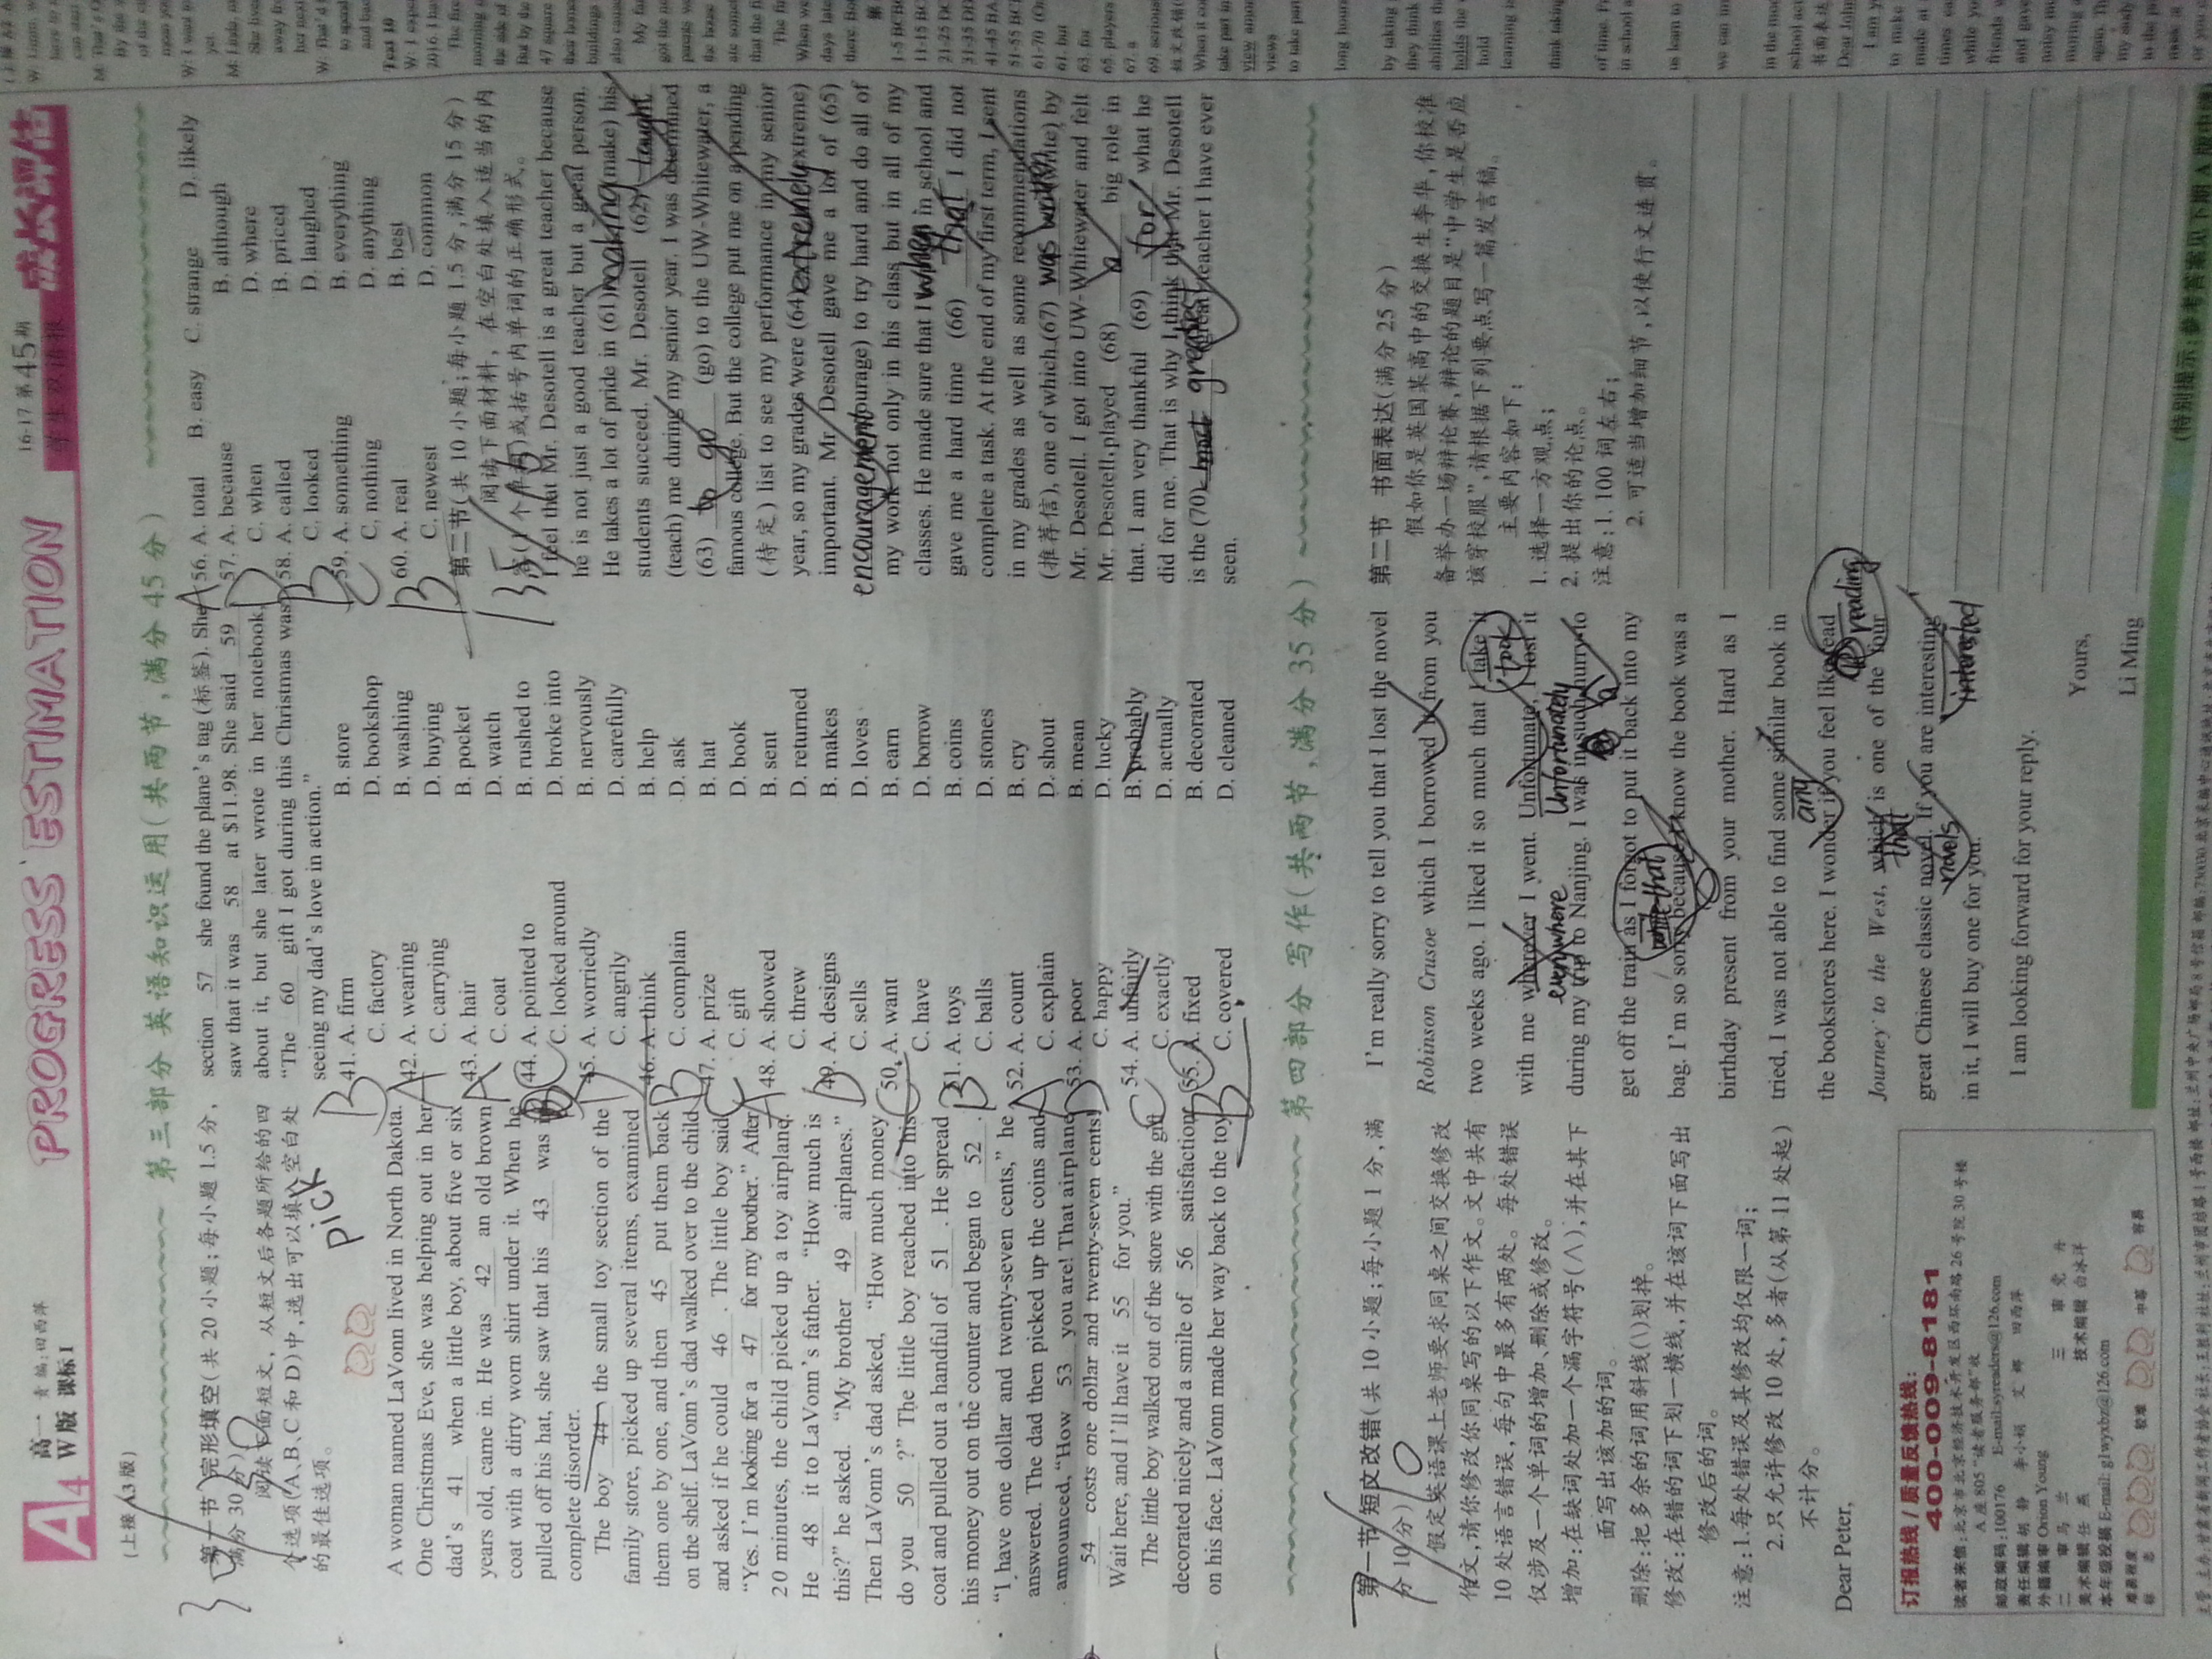 A4
高一 责编:田西萍
W版 课标I
PROGRESS ESTIMATION
16-17 第45期
学生双语报
成长评估
(上接A3版)
第三部分 英语知识运用(共两节,满分45分)
30/30
第一节 完形填空(共20小题;每小题1.5分,
满分30分)
阅读下面短文,从短文后各题所给的四
个选项(A、B、C和D)中,选出可以填入空白处
的最佳选项。
pick
A woman named LaVonn lived in North Dakota.
One Christmas Eve, she was helping out in her
dad's 41 when a little boy, about five or six
years old, came in. He was 42 an old brown
coat with a dirty worn shirt under it. When he
pulled off his hat, she saw that his 43 was in
complete disorder.
The boy 44 the small toy section of the
family store, picked up several items, examined
them one by one, and then 45 put them back
on the shelf. LaVonn's dad walked over to the child
and asked if he could 46 . The little boy said,
“Yes. I'm looking for a 47 for my brother.” After
20 minutes, the child picked up a toy airplane.
He 48 it to LaVonn's father. “How much is
this?” he asked. “My brother 49 airplanes.”
Then LaVonn's dad asked, “How much money
do you 50 ?” The little boy reached into his
coat and pulled out a handful of 51 . He spread
his money out on the counter and began to 52 .
“I have one dollar and twenty-seven cents,” he
answered. The dad then picked up the coins and
announced, “How 53 you are! That airplane
54 costs one dollar and twenty-seven cents!
Wait here, and I'll have it 55 for you.”
The little boy walked out of the store with the gift
decorated nicely and a smile of 56 satisfaction
on his face. LaVonn made her way back to the toy
section 57 she found the plane's tag (标签). She
saw that it was 58 at $11.98. She said 59
about it, but she later wrote in her notebook,
“The 60 gift I got during this Christmas was
seeing my dad's love in action.”
B 41. A. firm B. store
C. factory D. bookshop
A 42. A. wearing B. washing
C. carrying D. buying
A 43. A. hair B. pocket
C. coat D. watch
C 44. A. pointed to B. rushed to
C. looked around D. broke into
D 45. A. worriedly B. nervously
C. angrily D. carefully
B 46. A. think B. help
C. complain D. ask
C 47. A. prize B. hat
C. gift D. book
A 48. A. showed B. sent
C. threw D. returned
D 49. A. designs B. makes
C. sells D. loves
C 50. A. want B. earn
C. have D. borrow
B 51. A. toys B. coins
C. balls D. stones
A 52. A. count B. cry
C. explain D. shout
D 53. A. poor B. mean
C. happy D. lucky
C 54. A. unfairly B. probably
C. exactly D. actually
B 55. A. fixed B. decorated
C. covered D. cleaned
A 56. A. total B. easy C. strange D. likely
D 57. A. because B. although
C. when D. where
B 58. A. called B. priced
C. looked D. laughed
C 59. A. something B. everything
C. nothing D. anything
B 60. A. real B. best
C. newest D. common
13.5/15
第二节(共10小题;每小题1.5分,满分15分)
阅读下面材料,在空白处填入适当的内
容(1个单词)或括号内单词的正确形式。
I feel that Mr. Desotell is a great teacher because
he is not just a good teacher but a great person.
He takes a lot of pride in (61) making (make) his
students succeed. Mr. Desotell (62) taught
(teach) me during my senior year. I was determined
(63) to go (go) to the UW-Whitewater, a
famous college. But the college put me on a pending
(待定) list to see my performance in my senior
year, so my grades were (64) extremely (extreme)
important. Mr. Desotell gave me a lot of (65)
encouragement (encourage) to try hard and do all of
my work not only in his class but in all of my
classes. He made sure that I when in school and
gave me a hard time (66) that I did not
complete a task. At the end of my first term, I sent
in my grades as well as some recommendations
(推荐信), one of which (67) was written (write) by
Mr. Desotell. I got into UW-Whitewater and felt
Mr. Desotell played (68) a big role in
that. I am very thankful (69) for what he
did for me. That is why I think that Mr. Desotell
is the (70) most greatest (great) teacher I have ever
seen.
第四部分 写作(共两节,满分35分)
7/10
第一节 短文改错(共10小题;每小题1分,满
分10分)
假定英语课上老师要求同桌之间交换修改
作文,请你修改你同桌写的以下作文。文中共有
10处语言错误,每句中最多有两处。每处错误
仅涉及一个单词的增加、删除或修改。
增加:在缺词处加一个漏字符号(∧),并在其下
面写出该加的词。
删除:把多余的词用斜线(\)划掉。
修改:在错的词下划一横线,并在该词下面写出
修改后的词。
注意:1.每处错误及其修改均仅限一词;
2.只允许修改10处,多者(从第11处起)
不计分。
Dear Peter,
I'm really sorry to tell you that I lost the novel
Robinson Crusoe which I borrowed it from you
two weeks ago. I liked it so much that I take it
took
with me wherever I went. Unfortunate, I lost it
everywhere Unfortunately
during my trip to Nanjing. I was in such hurry to
a
get off the train as I forgot to put it back into my
that
bag. I'm so sorry because I know the book was a
birthday present from your mother. Hard as I
tried, I was not able to find some similar book in
any
the bookstores here. I wonder if you feel like read
reading
Journey to the West, which is one of the four
that
great Chinese classic novel. If you are interesting
novels interested
in it, I will buy one for you.
I am looking forward for your reply.
Yours,
Li Ming
第二节 书面表达(满分25分)
假如你是英国某高中的交换生李华,你校准
备举办一场辩论赛,辩论的题目是“中学生是否应
该穿校服”,请根据下列要点写一篇发言稿。
主要内容如下:
1. 选择一方观点;
2. 提出你的论点。
注意:1. 100词左右;
2. 可适当增加细节,以使行文连贯。
订报热线/质量反馈热线:
400-009-8181
读者来信:北京市北京经济技术开发区西环南路26号院30号楼
A座805“读者服务部”收
邮政编码:100176 E-mail:syreaders@126.com
责任编辑 胡静 李小娟 艾娜 田西萍
外籍编审 Orion Young
二审 马兰 三审 党丹
美术编辑 任燕 技术编辑 白冰洋
本年级投稿 E-mail: g1wyxbz@126.com
难易程度
标志 较难 中等 容易
(特别提示:参考答案见下期A版中缝